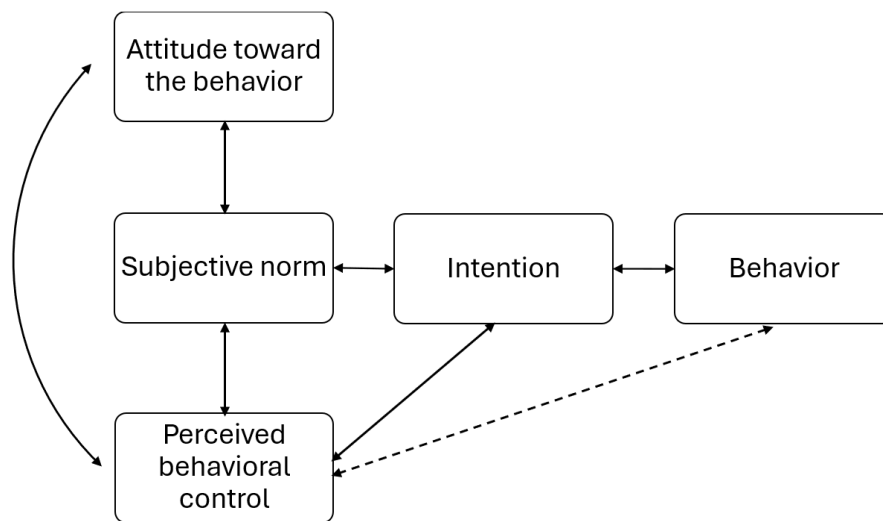 Attitude toward
the behavior
Subjective norm
Intention
Behavior
Perceived
behavioral
control